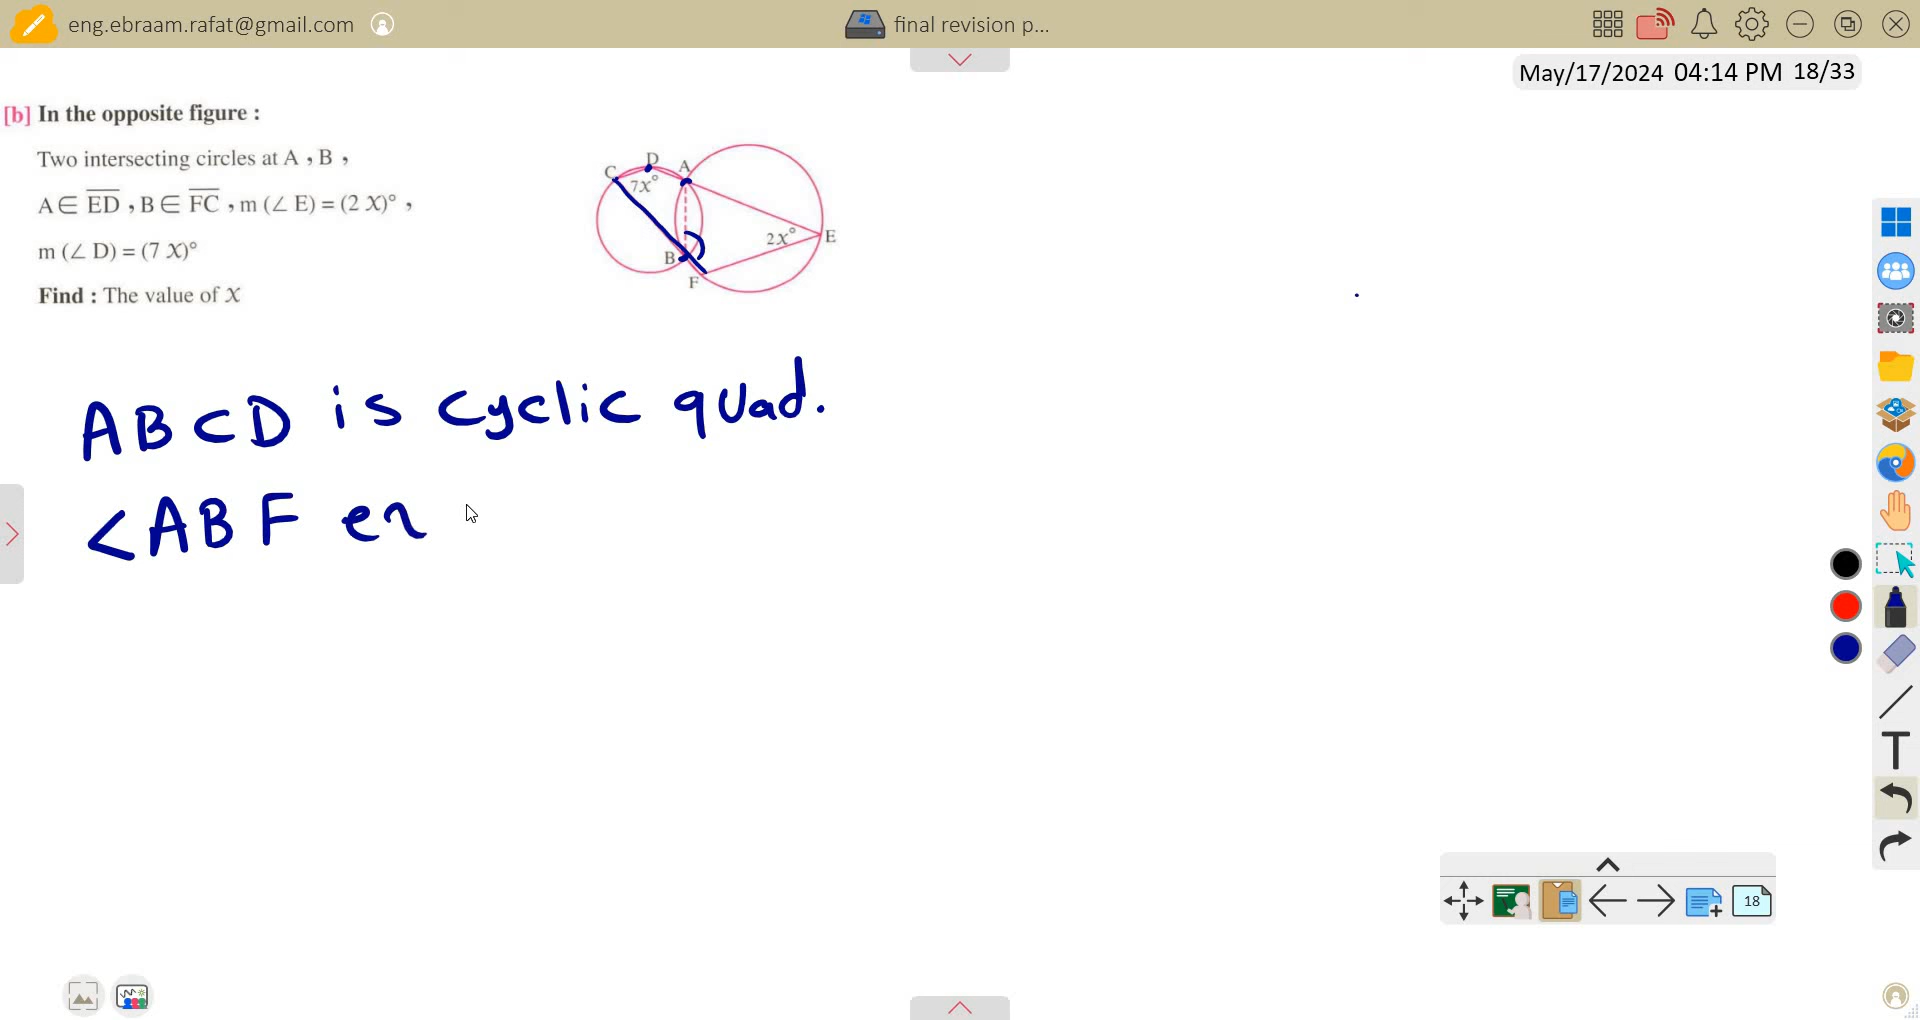 eng.ebraam.rafat@gmail.com
final revision p...
May/17/2024 04:14 PM 18/33
[b] In the opposite figure :
Two intersecting circles at A , B ,
A ∈ E͞D͞ , B ∈ F͞C͞ , m (∠ E) = (2 X)° ,
m (∠ D) = (7 X)°
Find : The value of X
C D A
7x°
2x° E
B
F
ABCD is cyclic quad.
<ABF ex
T
18